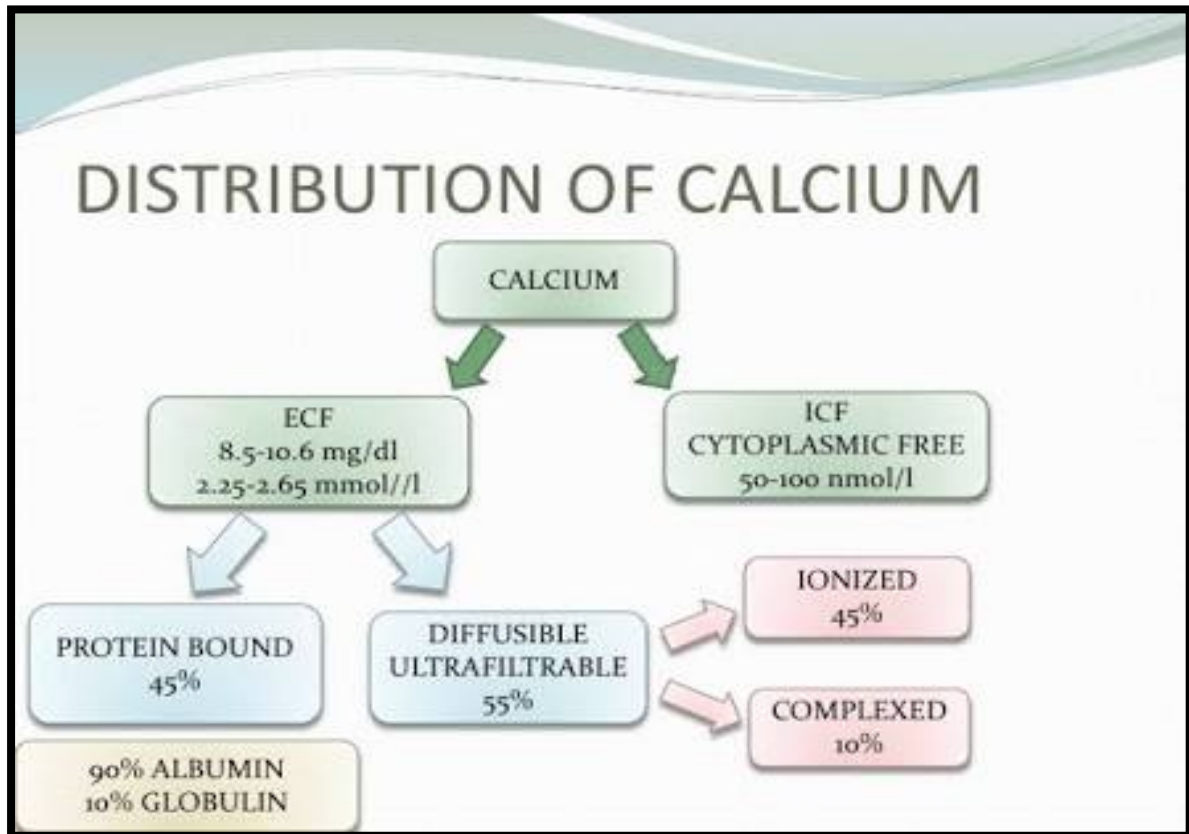 DISTRIBUTION OF CALCIUM
CALCIUM
ECF
8.5-10.6 mg/dl
2.25-2.65 mmol//l
ICF
CYTOPLASMIC FREE
50-100 nmol/l
PROTEIN BOUND
45%
DIFFUSIBLE
ULTRAFILTRABLE
55%
IONIZED
45%
COMPLEXED
10%
90% ALBUMIN
10% GLOBULIN